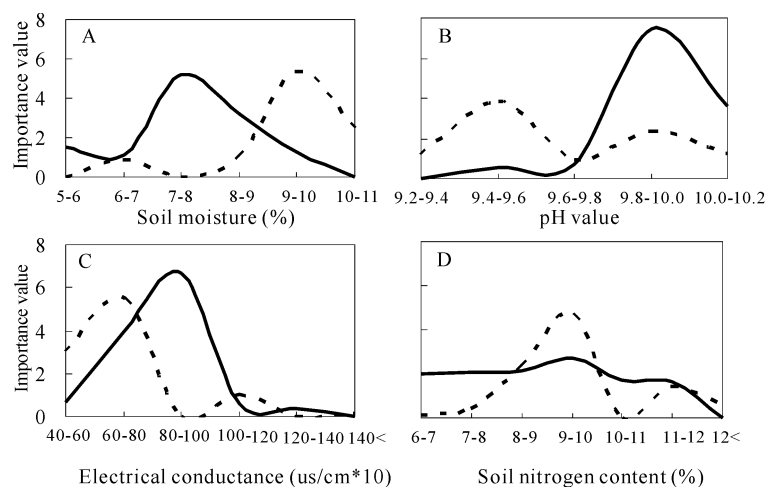 A
B
Importance value
8
6
4
2
0
5-6 6-7 7-8 8-9 9-10 10-11
Soil moisture (%)
9.2-9.4 9.4-9.6 9.6-9.8 9.8-10.0 10.0-10.2
pH value
C
D
Importance value
8
6
4
2
0
40-60 60-80 80-100 100-120 120-140 140<
Electrical conductance (us/cm*10)
6-7 7-8 8-9 9-10 10-11 11-12 12<
Soil nitrogen content (%)